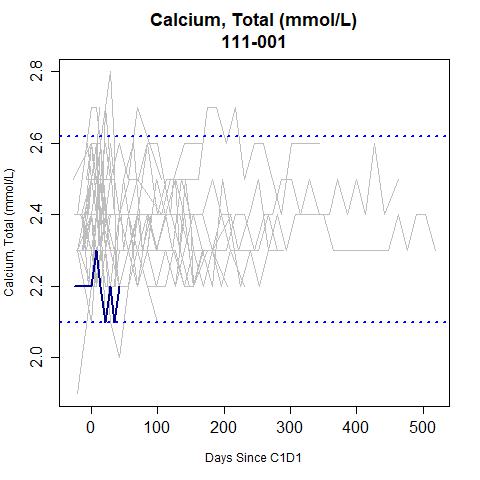 Calcium, Total (mmol/L)
111-001
Calcium, Total (mmol/L)
2.8
2.6
2.4
2.2
2.0
0 100 200 300 400 500
Days Since C1D1